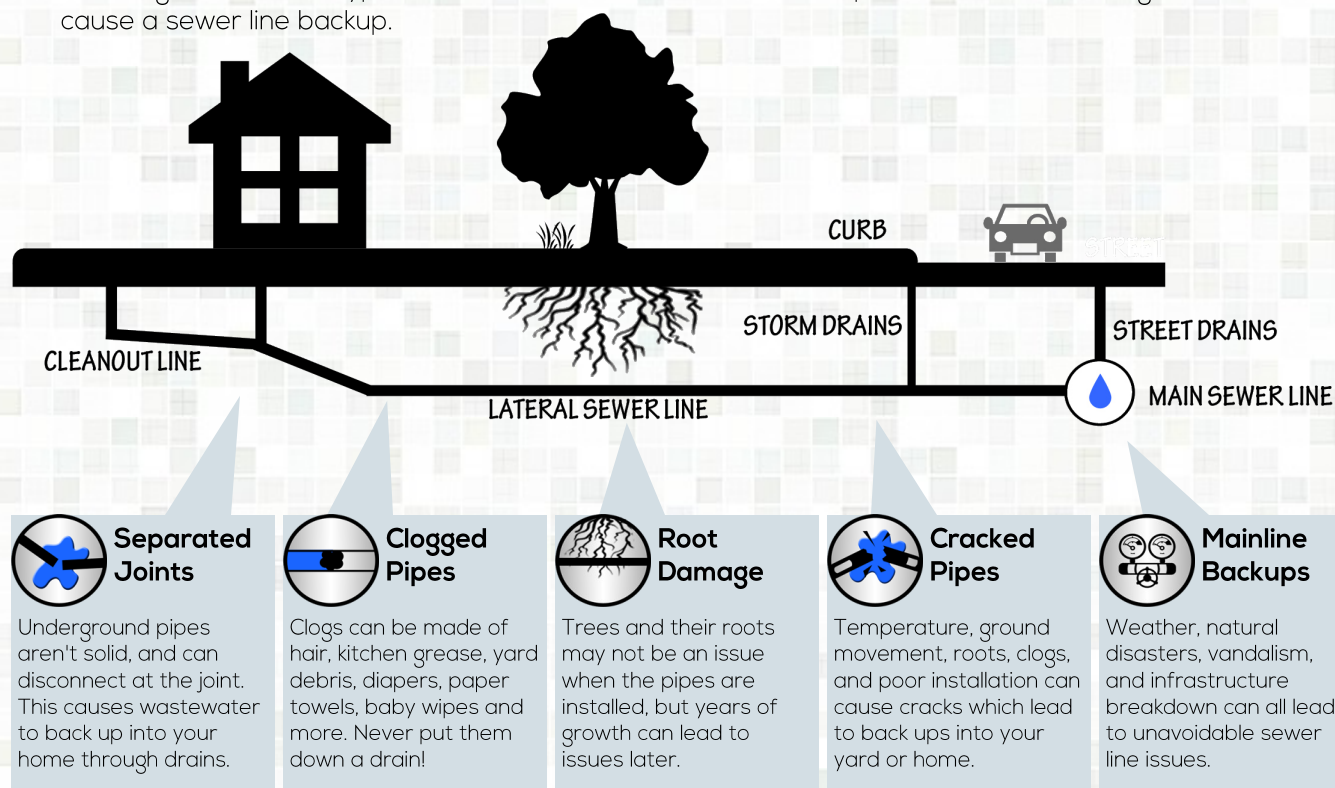 cause a sewer line backup.
CURB
STREET
STORM DRAINS
STREET DRAINS
CLEANOUT LINE
MAIN SEWER LINE
LATERAL SEWER LINE
Separated
Joints
Underground pipes
aren't solid, and can
disconnect at the joint.
This causes wastewater
to back up into your
home through drains.
Clogged
Pipes
Clogs can be made of
hair, kitchen grease, yard
debris, diapers, paper
towels, baby wipes and
more. Never put them
down a drain!
Root
Damage
Trees and their roots
may not be an issue
when the pipes are
installed, but years of
growth can lead to
issues later.
Cracked
Pipes
Temperature, ground
movement, roots, clogs,
and poor installation can
cause cracks which lead
to back ups into your
yard or home.
Mainline
Backups
Weather, natural
disasters, vandalism,
and infrastructure
breakdown can all lead
to unavoidable sewer
line issues.